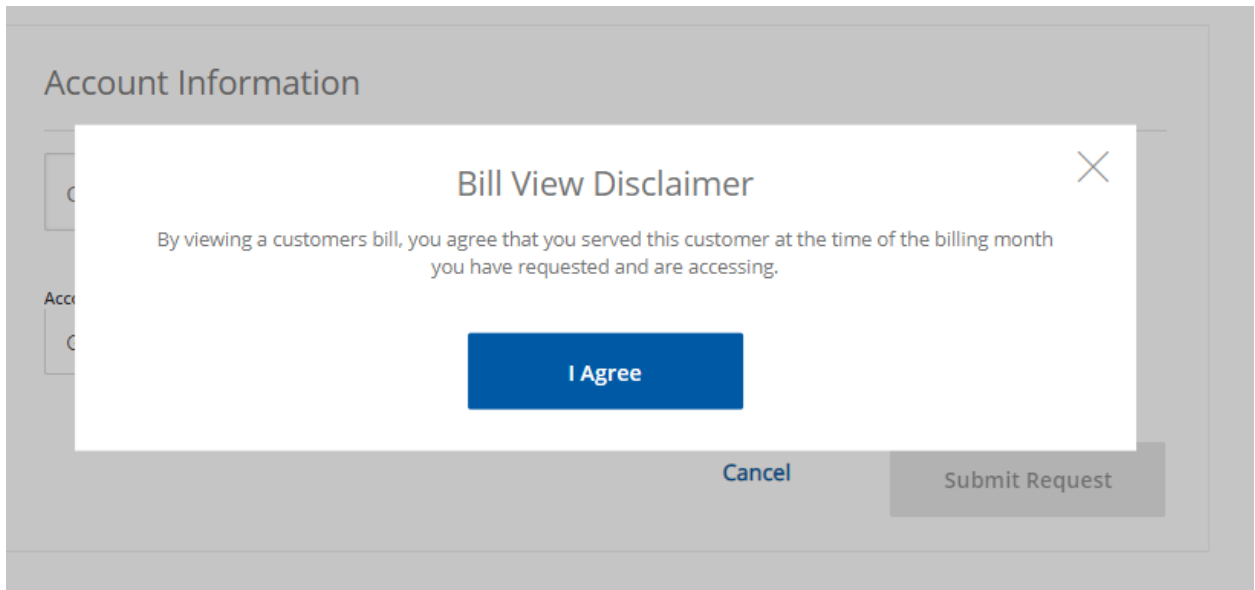 Account Information
Bill View Disclaimer
By viewing a customers bill, you agree that you served this customer at the time of the billing month
you have requested and are accessing.
I Agree
Cancel
Submit Request